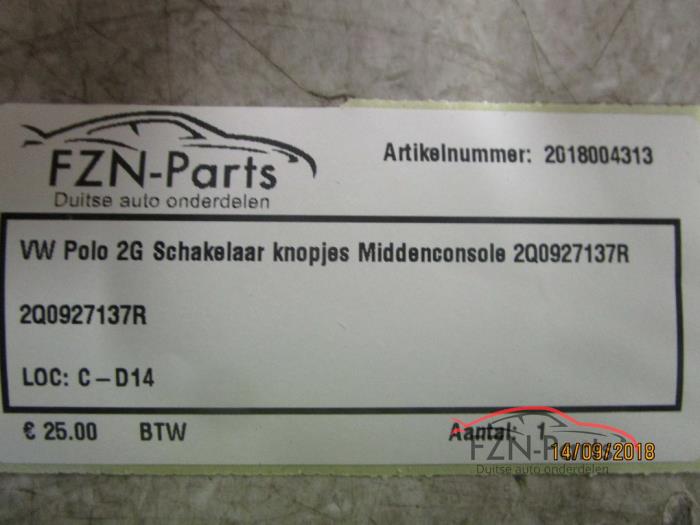 FZN-Parts
Duitse auto onderdelen
Artikelnummer: 2018004313
VW Polo 2G Schakelaar knopjes Middenconsole 2Q0927137R
2Q0927137R
LOC: C-D14
€ 25.00 BTW Aantal: 1
FZN-Parts
Duitse auto onderdelen
14/09/2018